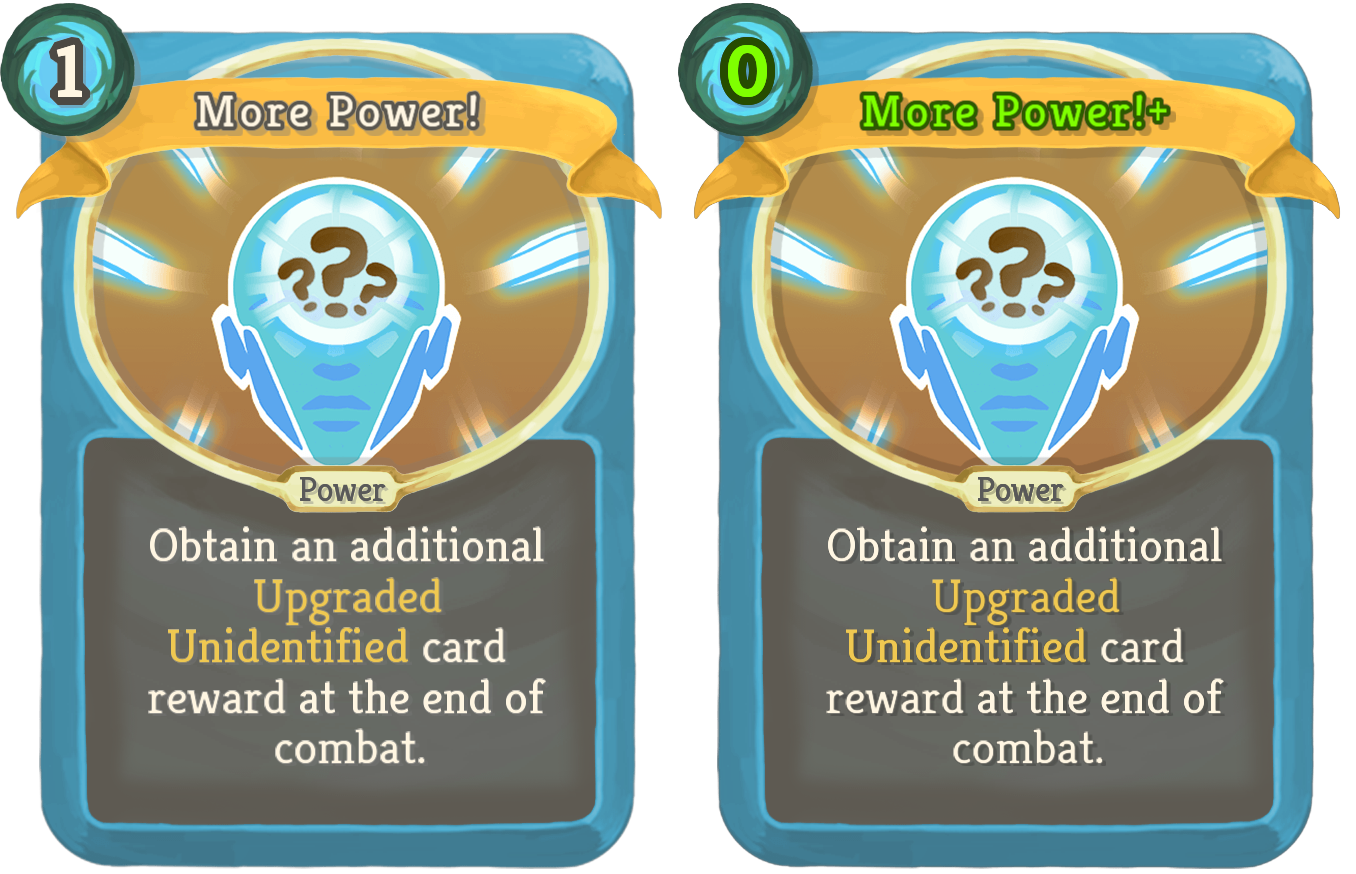 1
More Power!
Power
Obtain an additional
Upgraded
Unidentified card
reward at the end of
combat.
0
More Power!+
Power
Obtain an additional
Upgraded
Unidentified card
reward at the end of
combat.